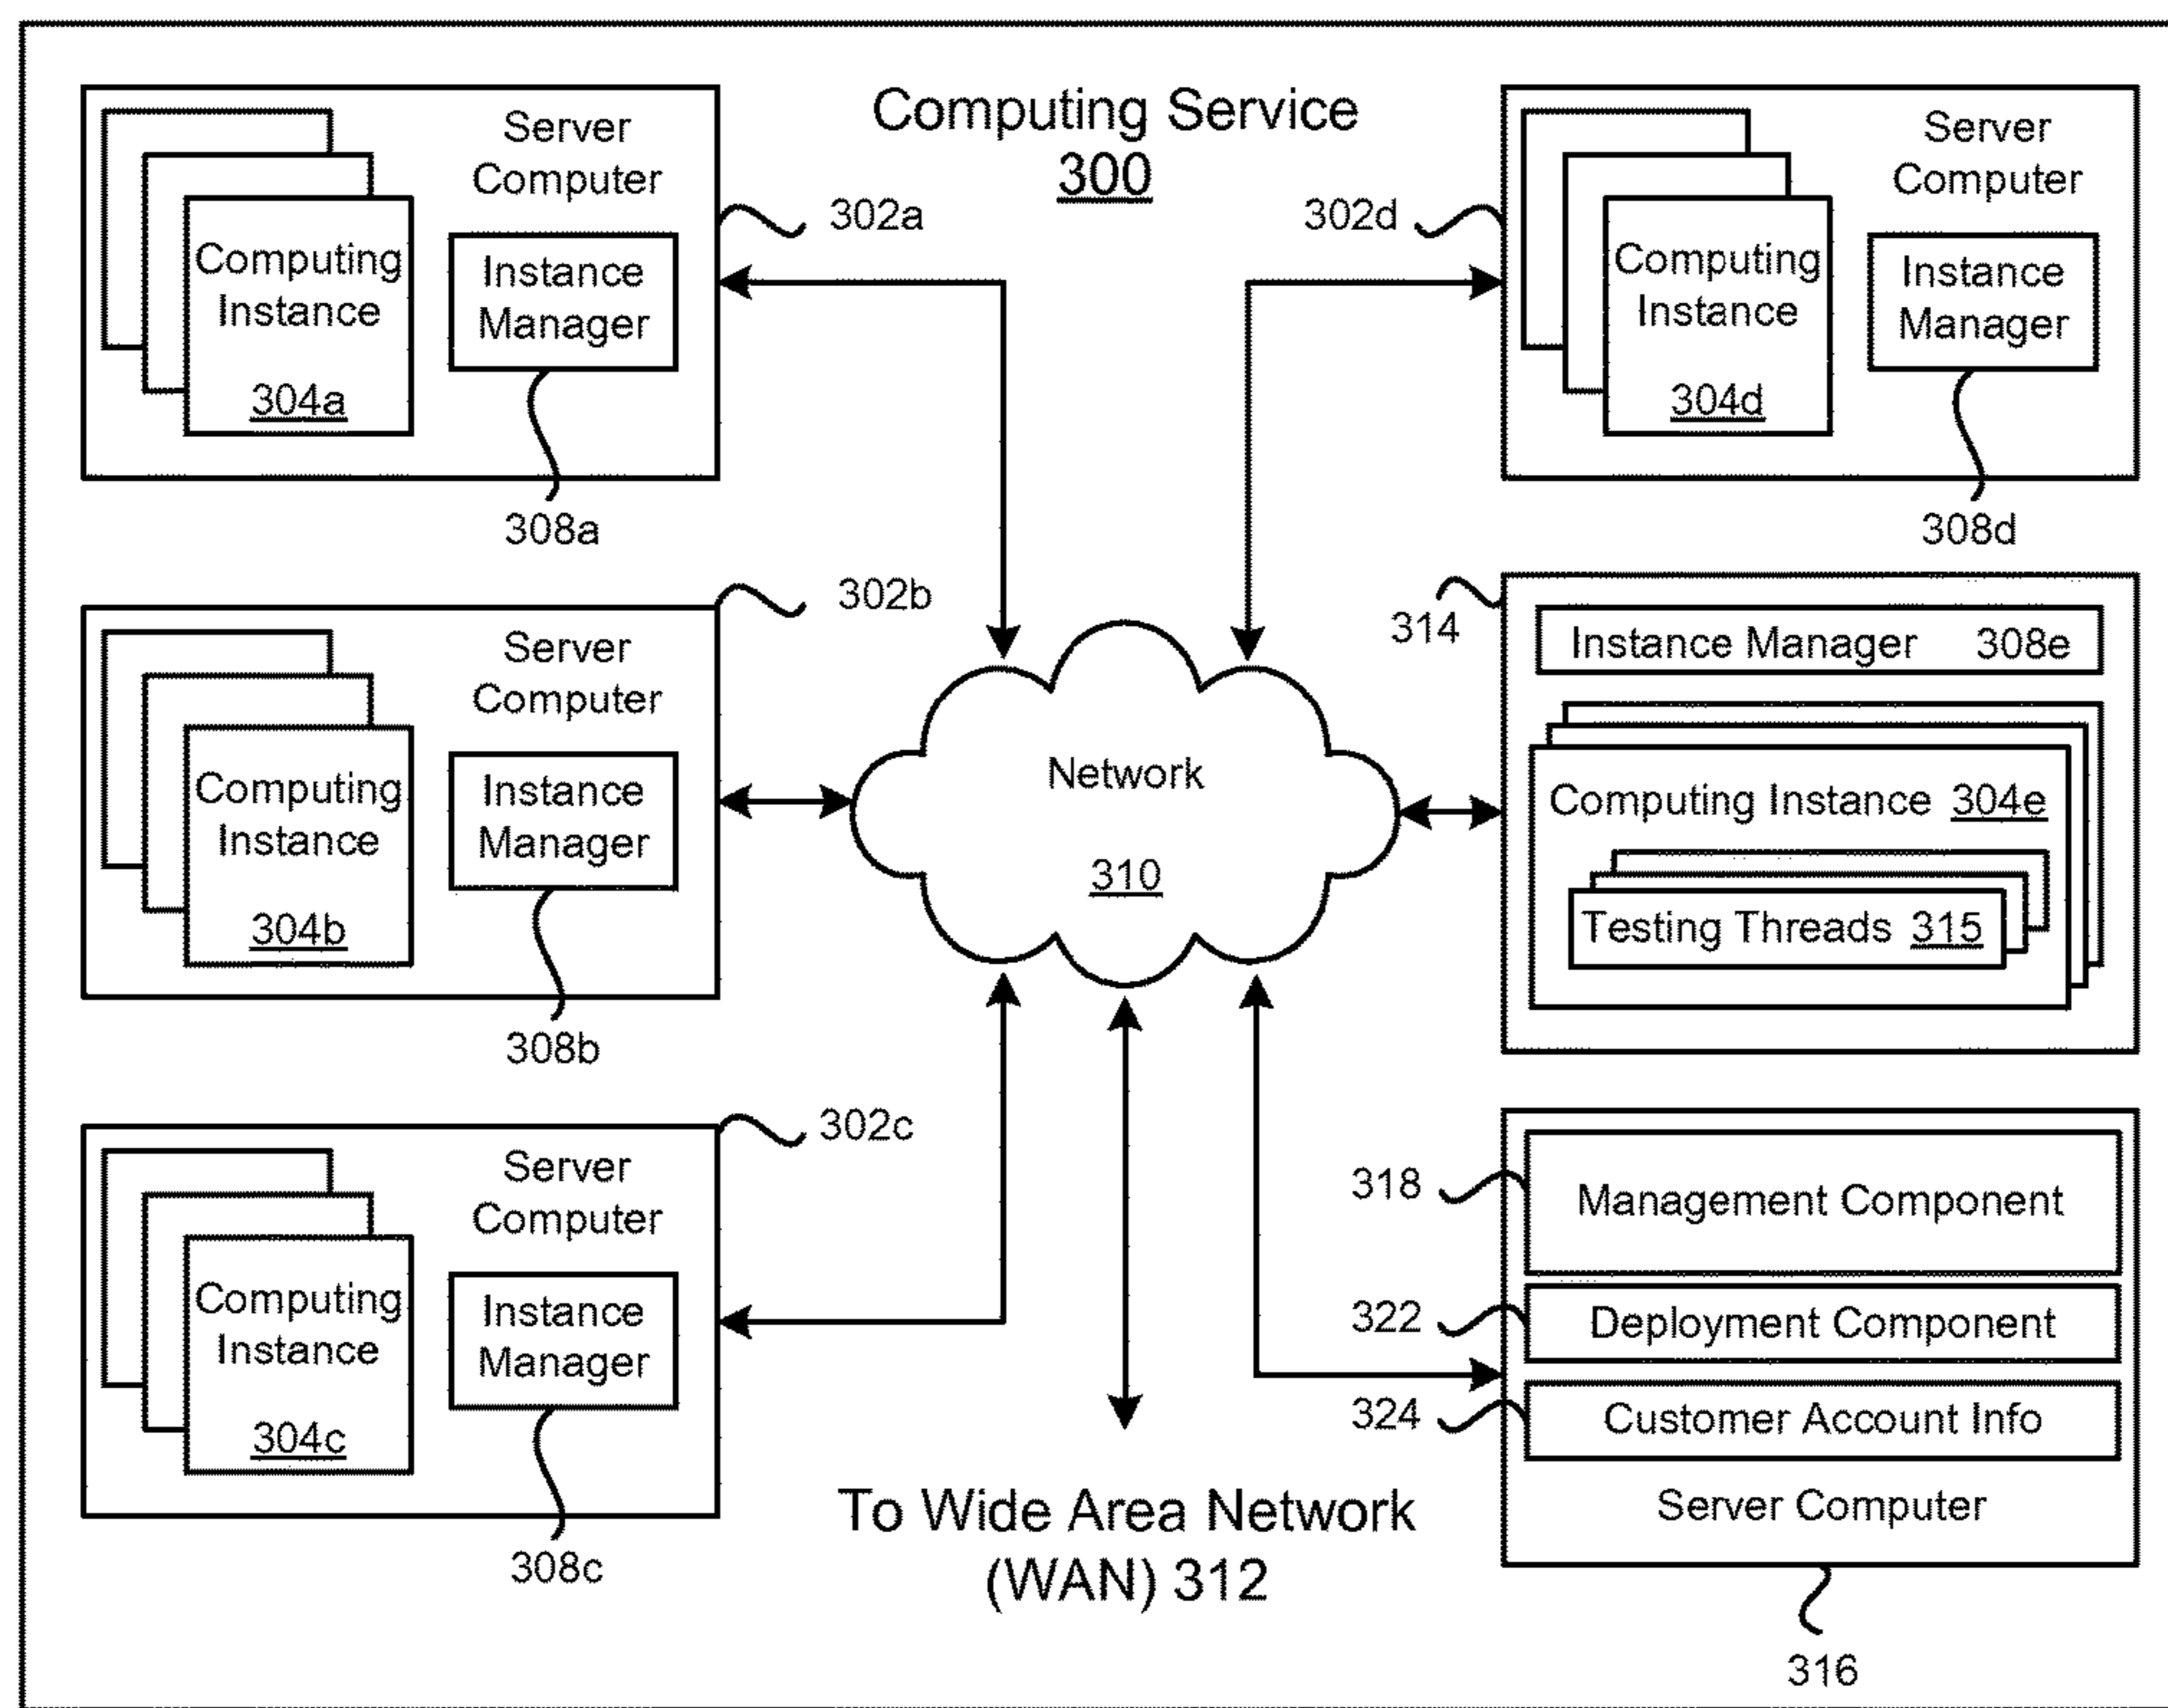 Computing Service
300
Server
Computer
302a
Computing
Instance
304a
Instance
Manager
308a
Server
Computer
302d
Computing
Instance
304d
Instance
Manager
308d
302b
Server
Computer
Computing
Instance
304b
Instance
Manager
308b
Network
310
314
Instance Manager 308e
Computing Instance 304e
Testing Threads 315
302c
Server
Computer
Computing
Instance
304c
Instance
Manager
308c
To Wide Area Network
(WAN) 312
318
Management Component
322
Deployment Component
324
Customer Account Info
Server Computer
316